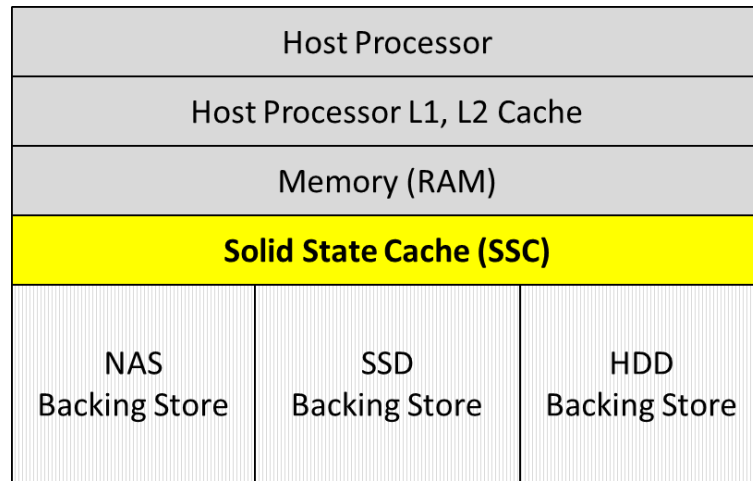 Host Processor
Host Processor L1, L2 Cache
Memory (RAM)
Solid State Cache (SSC)
NAS
Backing Store
SSD
Backing Store
HDD
Backing Store